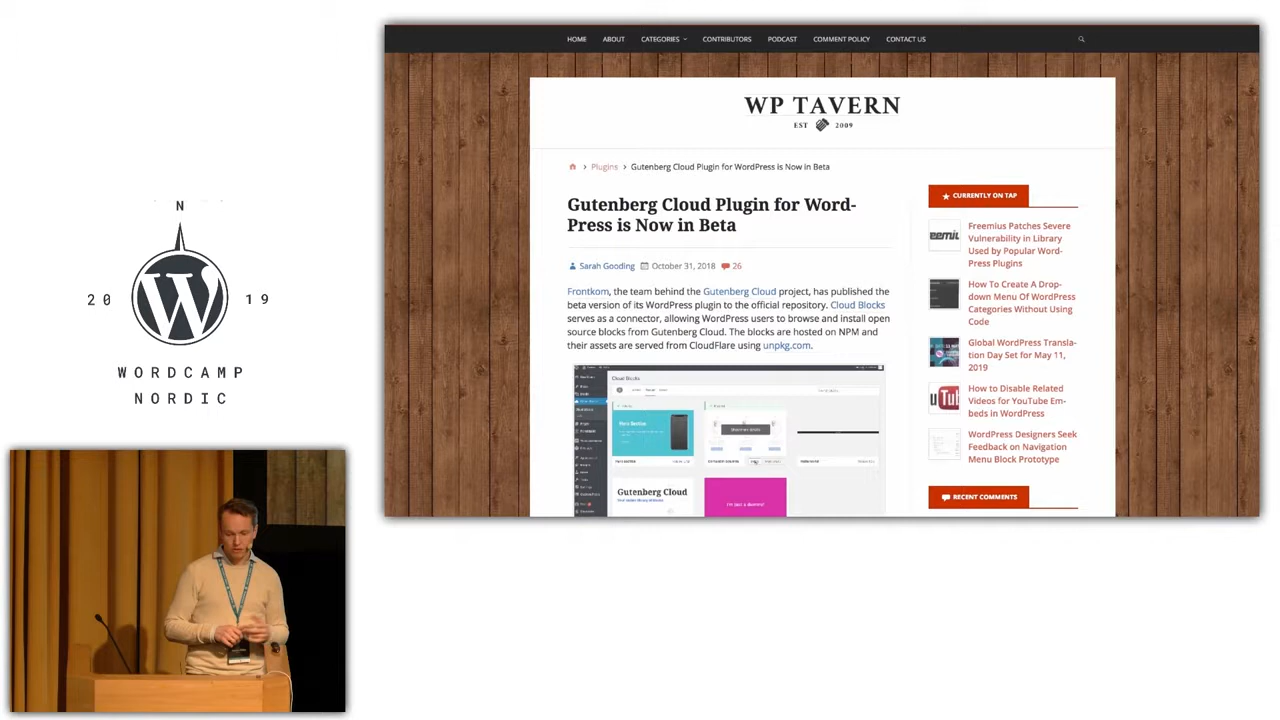 N
20 19
WORDCAMP
NORDIC
HOME ABOUT CATEGORIES CONTRIBUTORS PODCAST COMMENT POLICY CONTACT US
WP TAVERN
EST 2009
Plugins > Gutenberg Cloud Plugin for WordPress is Now in Beta
Gutenberg Cloud Plugin for Word-
Press is Now in Beta
Sarah Gooding October 31, 2018 26
Frontkom, the team behind the Gutenberg Cloud project, has published the
beta version of its WordPress plugin to the official repository. Cloud Blocks
serves as a connector, allowing WordPress users to browse and install open
source blocks from Gutenberg Cloud. The blocks are hosted on NPM and
their assets are served from CloudFlare using unpkg.com.
Cloud Blocks
Hero Section
Gutenberg Cloud
I'm just a dummy!
CURRENTLY ON TAP
Freemius Patches Severe
Vulnerability in Library
Used by Popular Word-
Press Plugins
How To Create A Drop-
down Menu Of WordPress
Categories Without Using
Code
Global WordPress Transla-
tion Day Set for May 11,
2019
How to Disable Related
Videos for YouTube Em-
beds in WordPress
WordPress Designers Seek
Feedback on Navigation
Menu Block Prototype
RECENT COMMENTS